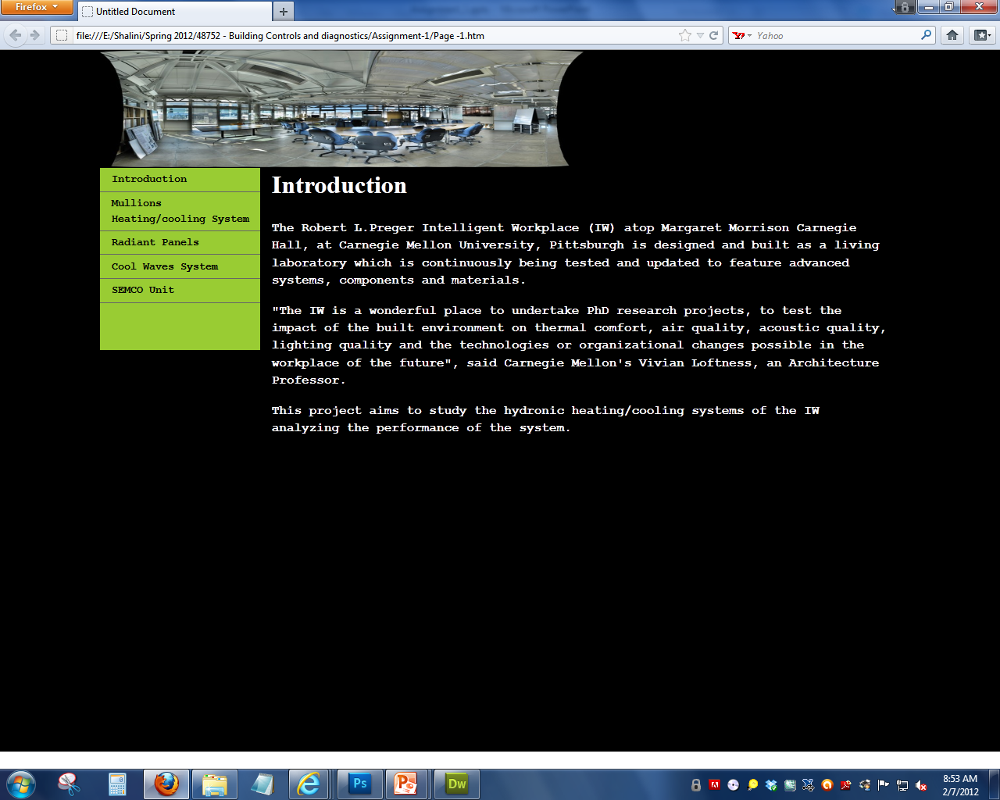 Firefox
Untitled Document
file:///E:/Shalini/Spring 2012/48752 - Building Controls and diagnostics/Assignment-1/Page -1.htm
Yahoo
Introduction
Mullions
Heating/cooling System
Radiant Panels
Cool Waves System
SEMCO Unit
Introduction
The Robert L.Preger Intelligent Workplace (IW) atop Margaret Morrison Carnegie
Hall, at Carnegie Mellon University, Pittsburgh is designed and built as a living
laboratory which is continuously being tested and updated to feature advanced
systems, components and materials.
"The IW is a wonderful place to undertake PhD research projects, to test the
impact of the built environment on thermal comfort, air quality, acoustic quality,
lighting quality and the technologies or organizational changes possible in the
workplace of the future", said Carnegie Mellon's Vivian Loftness, an Architecture
Professor.
This project aims to study the hydronic heating/cooling systems of the IW
analyzing the performance of the system.
Ps
Dw
8:53 AM
2/7/2012